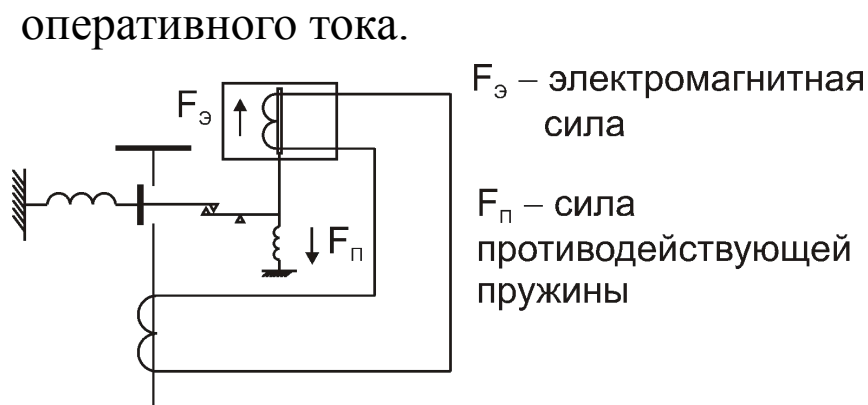 оперативного тока.
Fэ
Fэ – электромагнитная
сила
Fп
Fп – сила
противодействующей
пружины